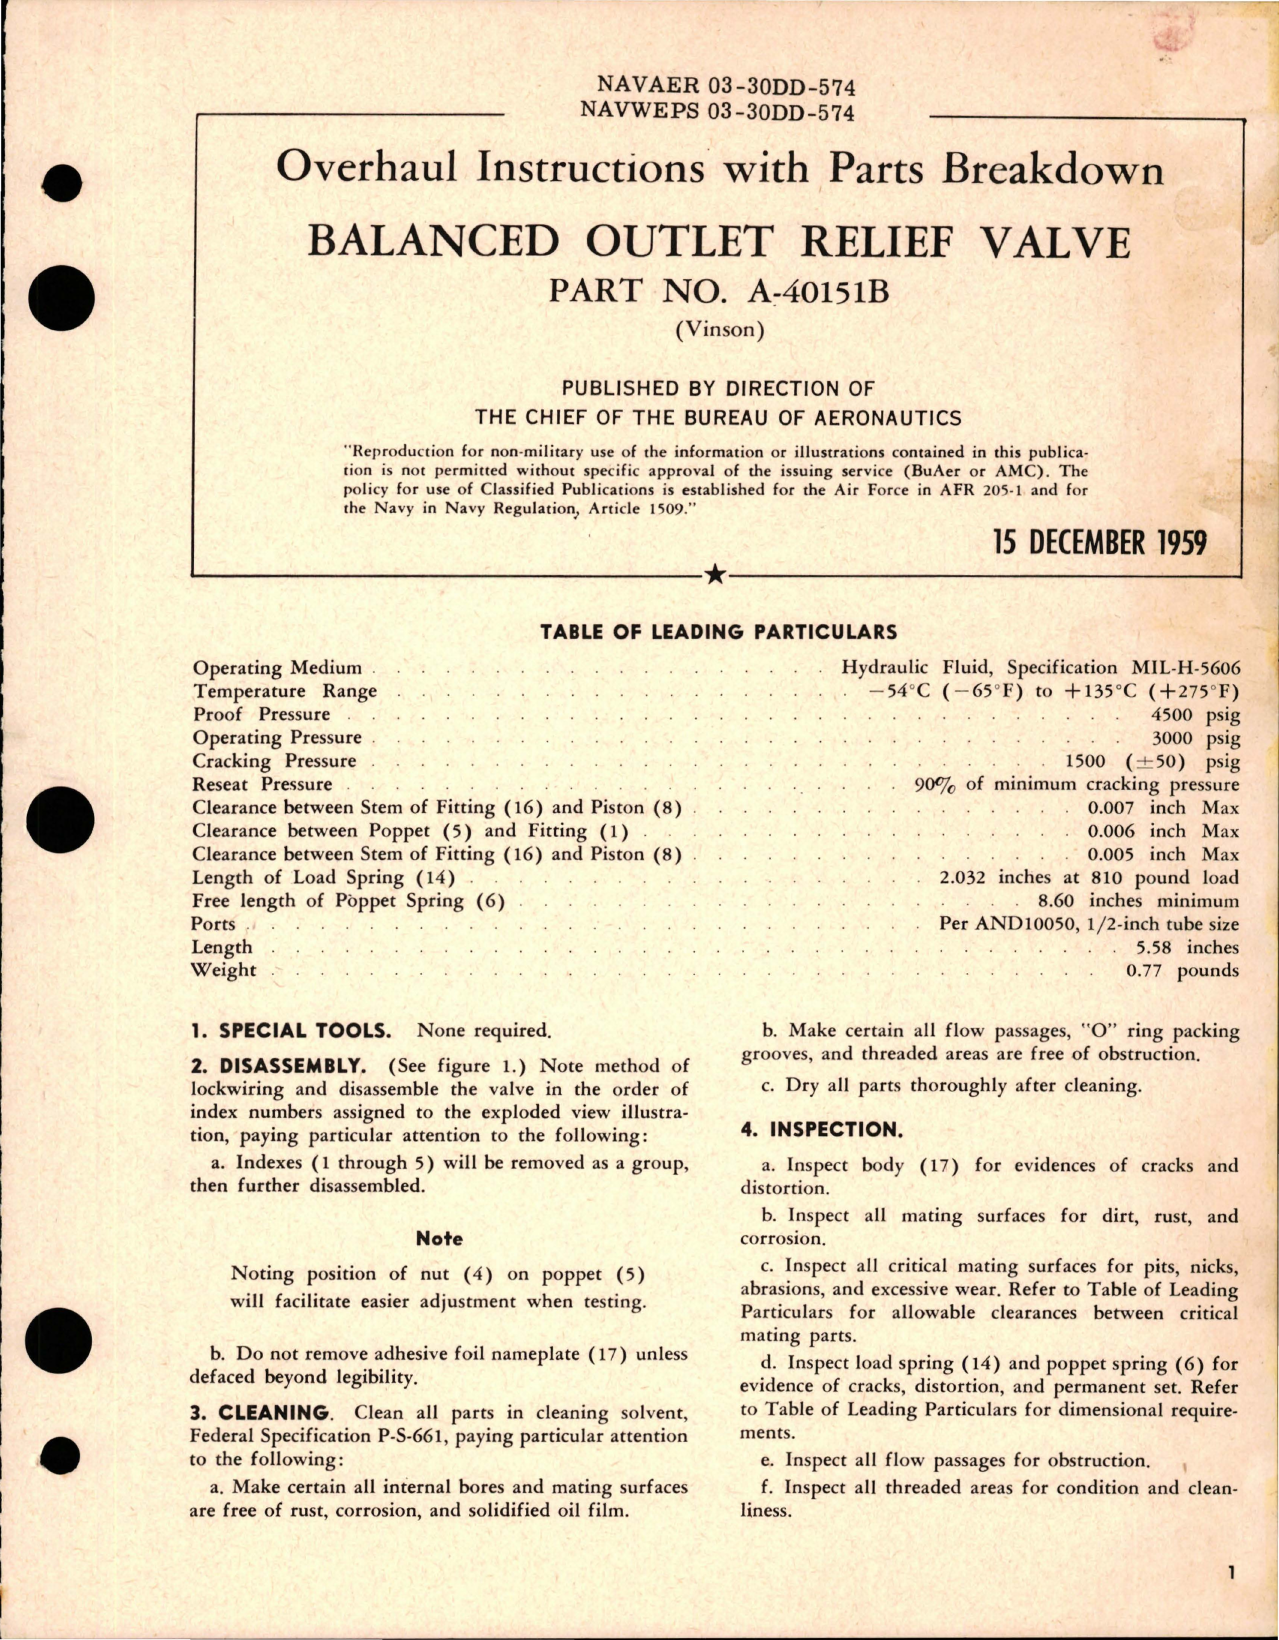 NAVAER 03-30DD-574
NAVWEPS 03-30DD-574
Overhaul Instructions with Parts Breakdown
BALANCED OUTLET RELIEF VALVE
PART NO. A-40151B
(Vinson)
PUBLISHED BY DIRECTION OF
THE CHIEF OF THE BUREAU OF AERONAUTICS
"Reproduction for non-military use of the information or illustrations contained in this publica-
tion is not permitted without specific approval of the issuing service (BuAer or AMC). The
policy for use of Classified Publications is established for the Air Force in AFR 205-1 and for
the Navy in Navy Regulation, Article 1509."
15 DECEMBER 1959
TABLE OF LEADING PARTICULARS
Operating Medium . . . . . Hydraulic Fluid, Specification MIL-H-5606
Temperature Range . . . . . −54°C (−65°F) to +135°C (+275°F)
Proof Pressure . . . . . 4500 psig
Operating Pressure . . . . . 3000 psig
Cracking Pressure . . . . . 1500 (±50) psig
Reseat Pressure . . . . . 90% of minimum cracking pressure
Clearance between Stem of Fitting (16) and Piston (8) . . . . . 0.007 inch Max
Clearance between Poppet (5) and Fitting (1) . . . . . 0.006 inch Max
Clearance between Stem of Fitting (16) and Piston (8) . . . . . 0.005 inch Max
Length of Load Spring (14) . . . . . 2.032 inches at 810 pound load
Free length of Poppet Spring (6) . . . . . 8.60 inches minimum
Ports . . . . . Per AND10050, 1/2-inch tube size
Length . . . . . 5.58 inches
Weight . . . . . 0.77 pounds
1. SPECIAL TOOLS. None required.
2. DISASSEMBLY. (See figure 1.) Note method of
lockwiring and disassemble the valve in the order of
index numbers assigned to the exploded view illustra-
tion, paying particular attention to the following:
a. Indexes (1 through 5) will be removed as a group,
then further disassembled.
Note
Noting position of nut (4) on poppet (5)
will facilitate easier adjustment when testing.
b. Do not remove adhesive foil nameplate (17) unless
defaced beyond legibility.
3. CLEANING. Clean all parts in cleaning solvent,
Federal Specification P-S-661, paying particular attention
to the following:
a. Make certain all internal bores and mating surfaces
are free of rust, corrosion, and solidified oil film.
b. Make certain all flow passages, "O" ring packing
grooves, and threaded areas are free of obstruction.
c. Dry all parts thoroughly after cleaning.
4. INSPECTION.
a. Inspect body (17) for evidences of cracks and
distortion.
b. Inspect all mating surfaces for dirt, rust, and
corrosion.
c. Inspect all critical mating surfaces for pits, nicks,
abrasions, and excessive wear. Refer to Table of Leading
Particulars for allowable clearances between critical
mating parts.
d. Inspect load spring (14) and poppet spring (6) for
evidence of cracks, distortion, and permanent set. Refer
to Table of Leading Particulars for dimensional require-
ments.
e. Inspect all flow passages for obstruction.
f. Inspect all threaded areas for condition and clean-
liness.
1